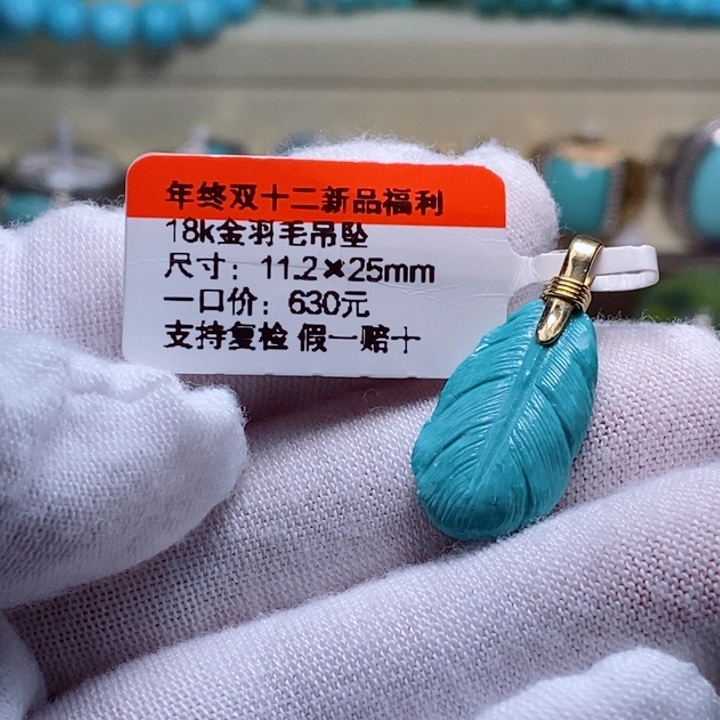 年终双十二新品福利
18k金羽毛吊坠
尺寸：11.2×25mm
一口价：630元
支持复检 假一赔十